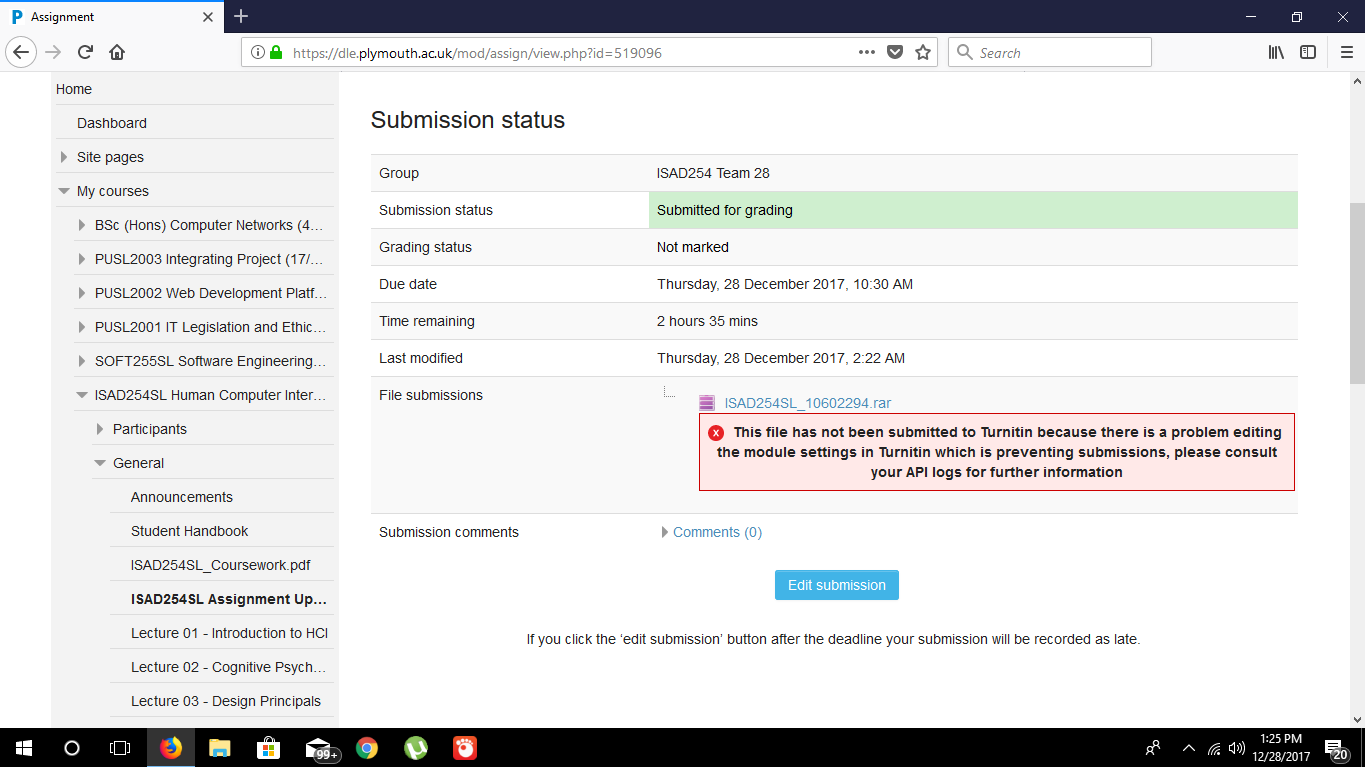 Assignment
https://dle.plymouth.ac.uk/mod/assign/view.php?id=519096
Search
Home
Dashboard
Site pages
My courses
BSc (Hons) Computer Networks (4...
PUSL2003 Integrating Project (17/...
PUSL2002 Web Development Platf...
PUSL2001 IT Legislation and Ethic...
SOFT255SL Software Engineering...
ISAD254SL Human Computer Inter...
Participants
General
Announcements
Student Handbook
ISAD254SL_Coursework.pdf
ISAD254SL Assignment Up...
Lecture 01 - Introduction to HCI
Lecture 02 - Cognitive Psych...
Lecture 03 - Design Principals
Submission status
Group ISAD254 Team 28
Submission status Submitted for grading
Grading status Not marked
Due date Thursday, 28 December 2017, 10:30 AM
Time remaining 2 hours 35 mins
Last modified Thursday, 28 December 2017, 2:22 AM
File submissions
ISAD254SL_10602294.rar
This file has not been submitted to Turnitin because there is a problem editing
the module settings in Turnitin which is preventing submissions, please consult
your API logs for further information
Submission comments Comments (0)
Edit submission
If you click the ‘edit submission’ button after the deadline your submission will be recorded as late.
99+
1:25 PM
12/28/2017
20